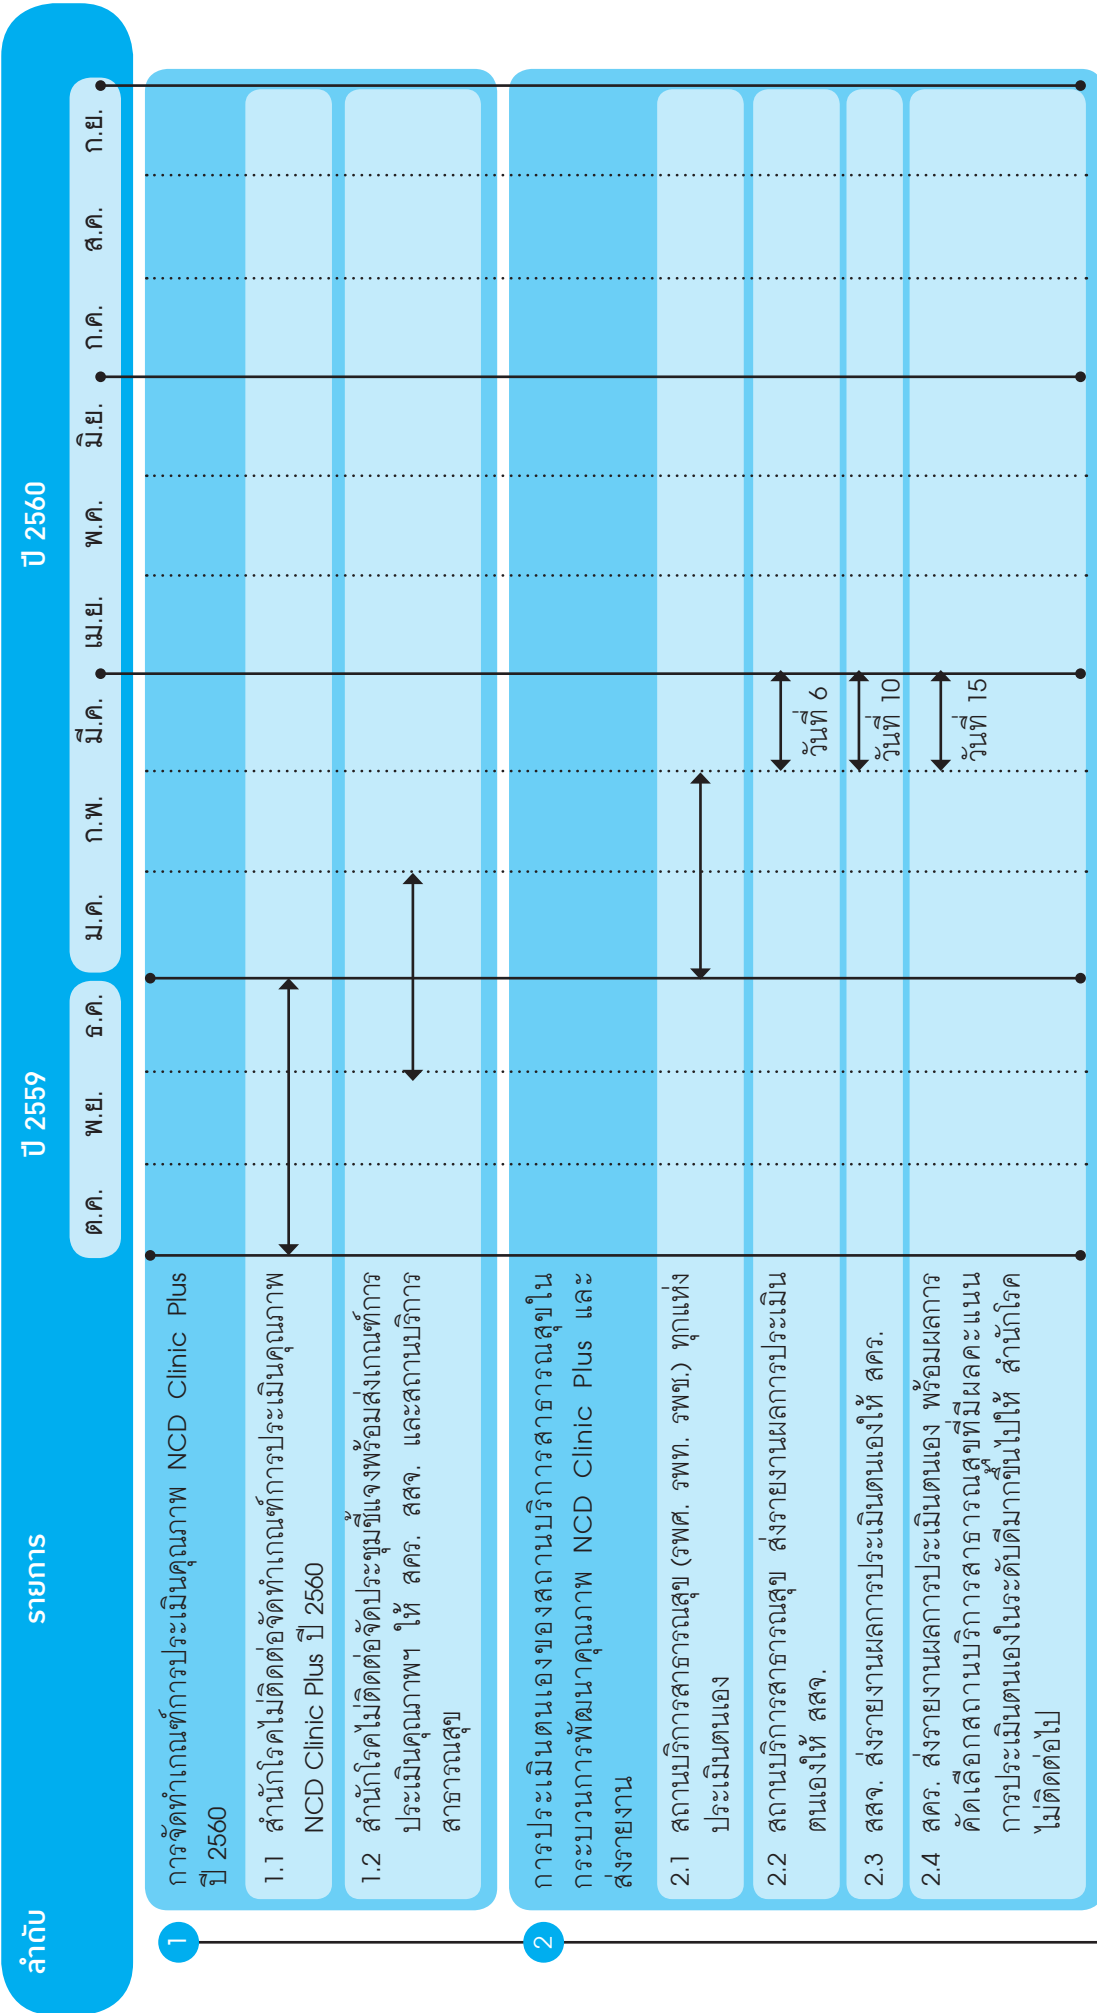 ลำดับ รายการ ปี 2559 ปี 2560
ต.ค. พ.ย. ธ.ค. ม.ค. ก.พ. มี.ค. เม.ย. พ.ค. มิ.ย. ก.ค. ส.ค. ก.ย.
1 การจัดทำเกณฑ์การประเมินคุณภาพ NCD Clinic Plus
ปี 2560
1.1 สำนักโรคไม่ติดต่อจัดทำเกณฑ์การประเมินคุณภาพ
NCD Clinic Plus ปี 2560
1.2 สำนักโรคไม่ติดต่อจัดประชุมชี้แจงพร้อมส่งเกณฑ์การ
ประเมินคุณภาพฯ ให้ สคร. สสจ. และสถานบริการ
สาธารณสุข
2 การประเมินตนเองของสถานบริการสาธารณสุขใน
กระบวนการพัฒนาคุณภาพ NCD Clinic Plus และ
ส่งรายงาน
2.1 สถานบริการสาธารณสุข (รพศ. รพท. รพช.) ทุกแห่ง
ประเมินตนเอง
2.2 สถานบริการสาธารณสุข ส่งรายงานผลการประเมิน
ตนเองให้ สสจ.
วันที่ 6
2.3 สสจ. ส่งรายงานผลการประเมินตนเองให้ สคร.
วันที่ 10
2.4 สคร. ส่งรายงานผลการประเมินตนเอง พร้อมผลการ
คัดเลือกสถานบริการสาธารณสุขที่มีผลคะแนน
การประเมินตนเองในระดับดีมากขึ้นไปให้ สำนักโรค
ไม่ติดต่อต่อไป
วันที่ 15